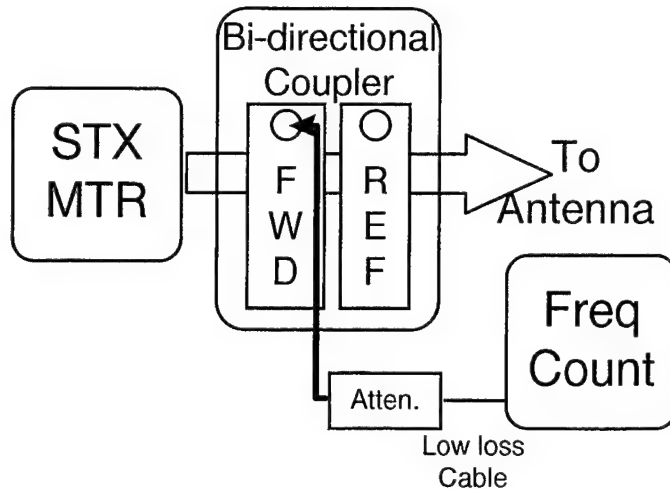 Bi-directional
Coupler
STX
MTR
F
W
D
R
E
F
To
Antenna
Freq
Count
Atten.
Low loss
Cable